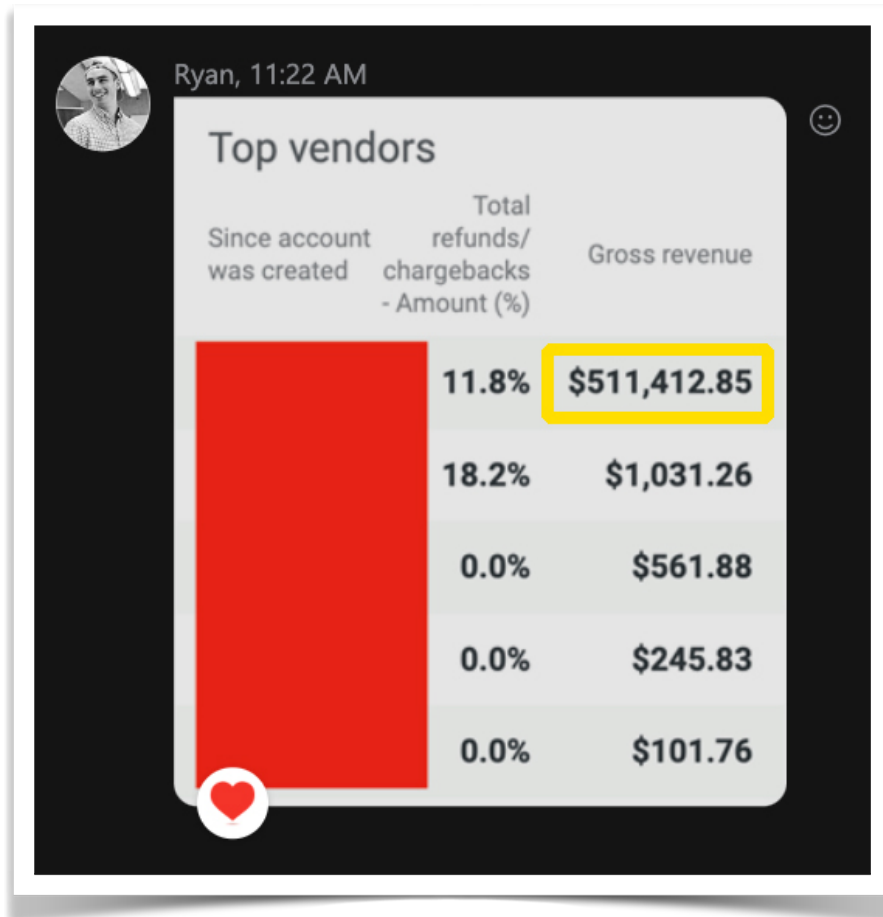 Ryan, 11:22 AM
Top vendors
Since account
was created
Total
refunds/
chargebacks
- Amount (%)
Gross revenue
11.8% $511,412.85
18.2% $1,031.26
0.0% $561.88
0.0% $245.83
0.0% $101.76